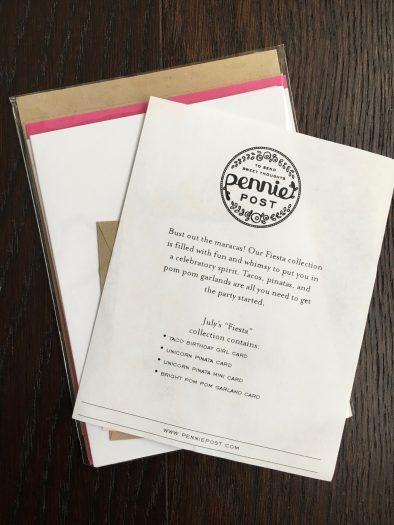 TO SEND
SWEET THOUGHTS
pennie
POST
Bust out the maracas! Our Fiesta collection
is filled with fun and whimsy to put you in
a celebratory spirit. Tacos, pinatas, and
pom pom garlands are all you need to get
the party started.
July's "Fiesta"
collection contains:
• TACO BIRTHDAY GIRL CARD
• UNICORN PINATA CARD
• UNICORN PINATA MINI CARD
• BRIGHT POM POM GARLAND CARD
WWW.PENNIEPOST.COM